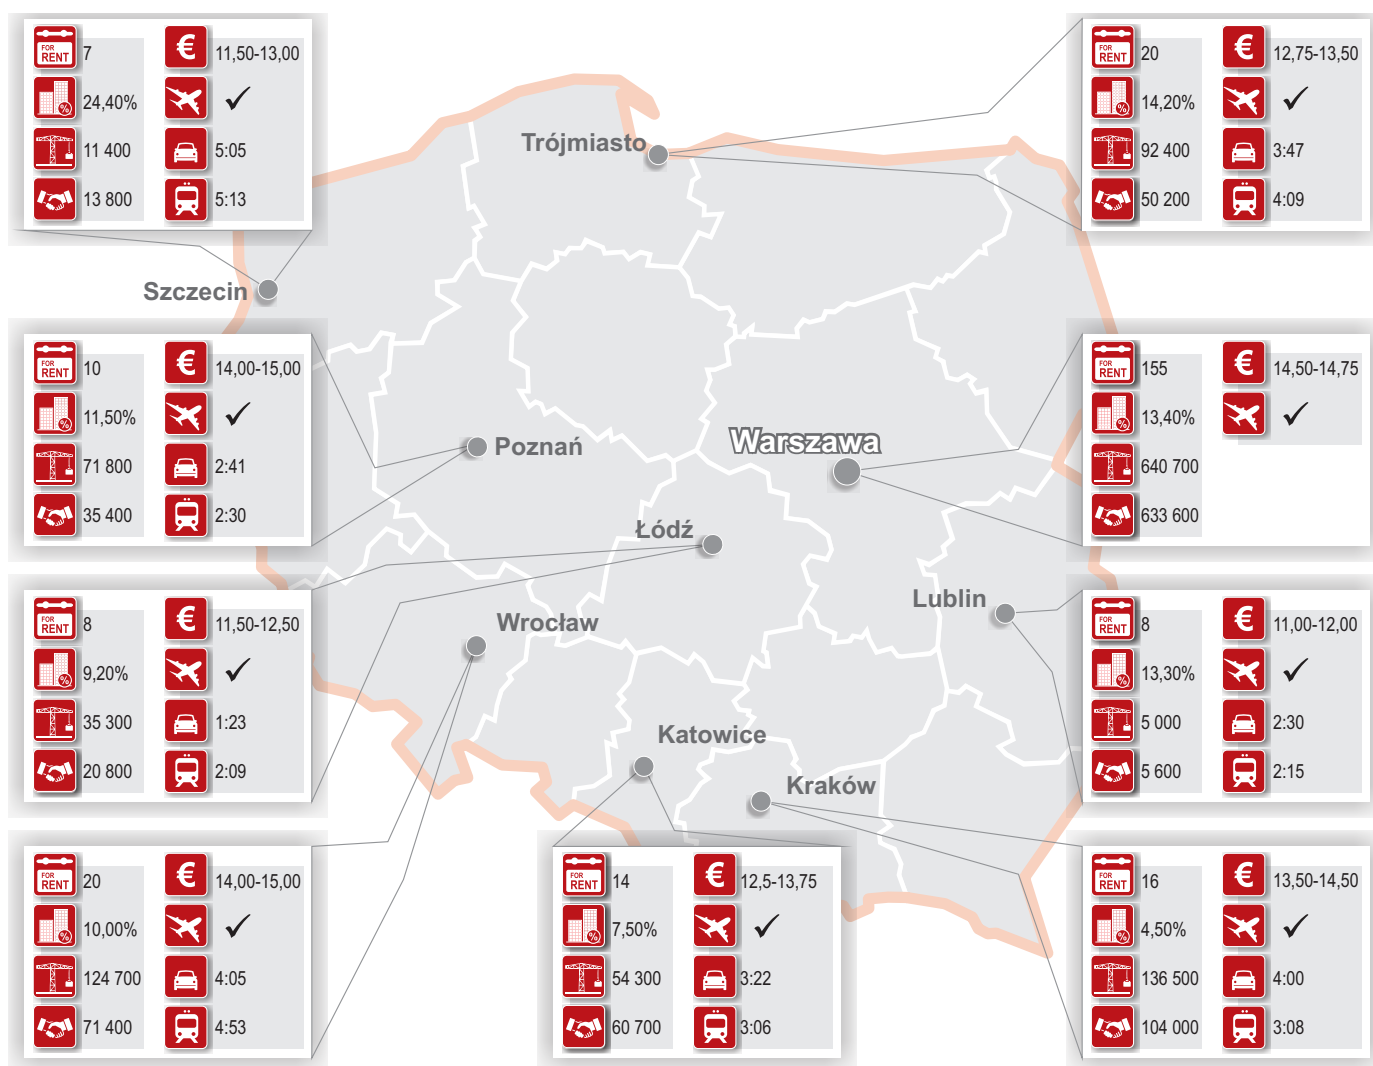 FOR RENT 7
€ 11,50-13,00
% 24,40%
11 400
5:05
13 800
5:13
FOR RENT 20
€ 12,75-13,50
% 14,20%
92 400
3:47
50 200
4:09
Trójmiasto
Szczecin
FOR RENT 10
€ 14,00-15,00
% 11,50%
71 800
2:41
35 400
2:30
Poznań
Warszawa
FOR RENT 155
€ 14,50-14,75
% 13,40%
640 700
633 600
Łódź
FOR RENT 8
€ 11,50-12,50
% 9,20%
35 300
1:23
20 800
2:09
Wrocław
Lublin
FOR RENT 8
€ 11,00-12,00
% 13,30%
5 000
2:30
5 600
2:15
Katowice
Kraków
FOR RENT 20
€ 14,00-15,00
% 10,00%
124 700
4:05
71 400
4:53
FOR RENT 14
€ 12,5-13,75
% 7,50%
54 300
3:22
60 700
3:06
FOR RENT 16
€ 13,50-14,50
% 4,50%
136 500
4:00
104 000
3:08